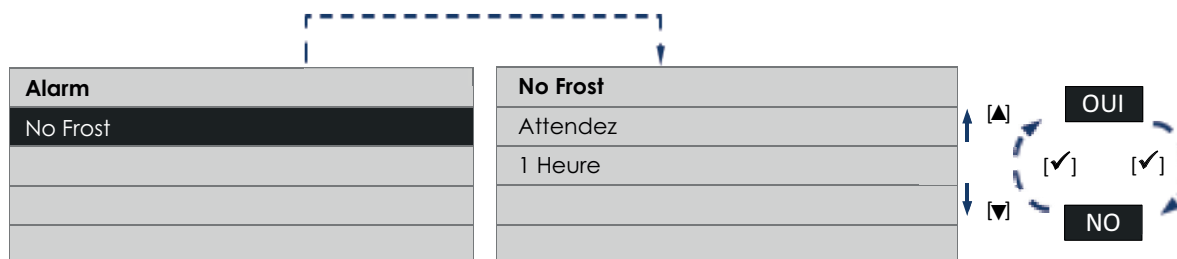 Alarm
No Frost
No Frost
Attendez
1 Heure
[▲]
[▼]
OUI
[✓] [✓]
NO